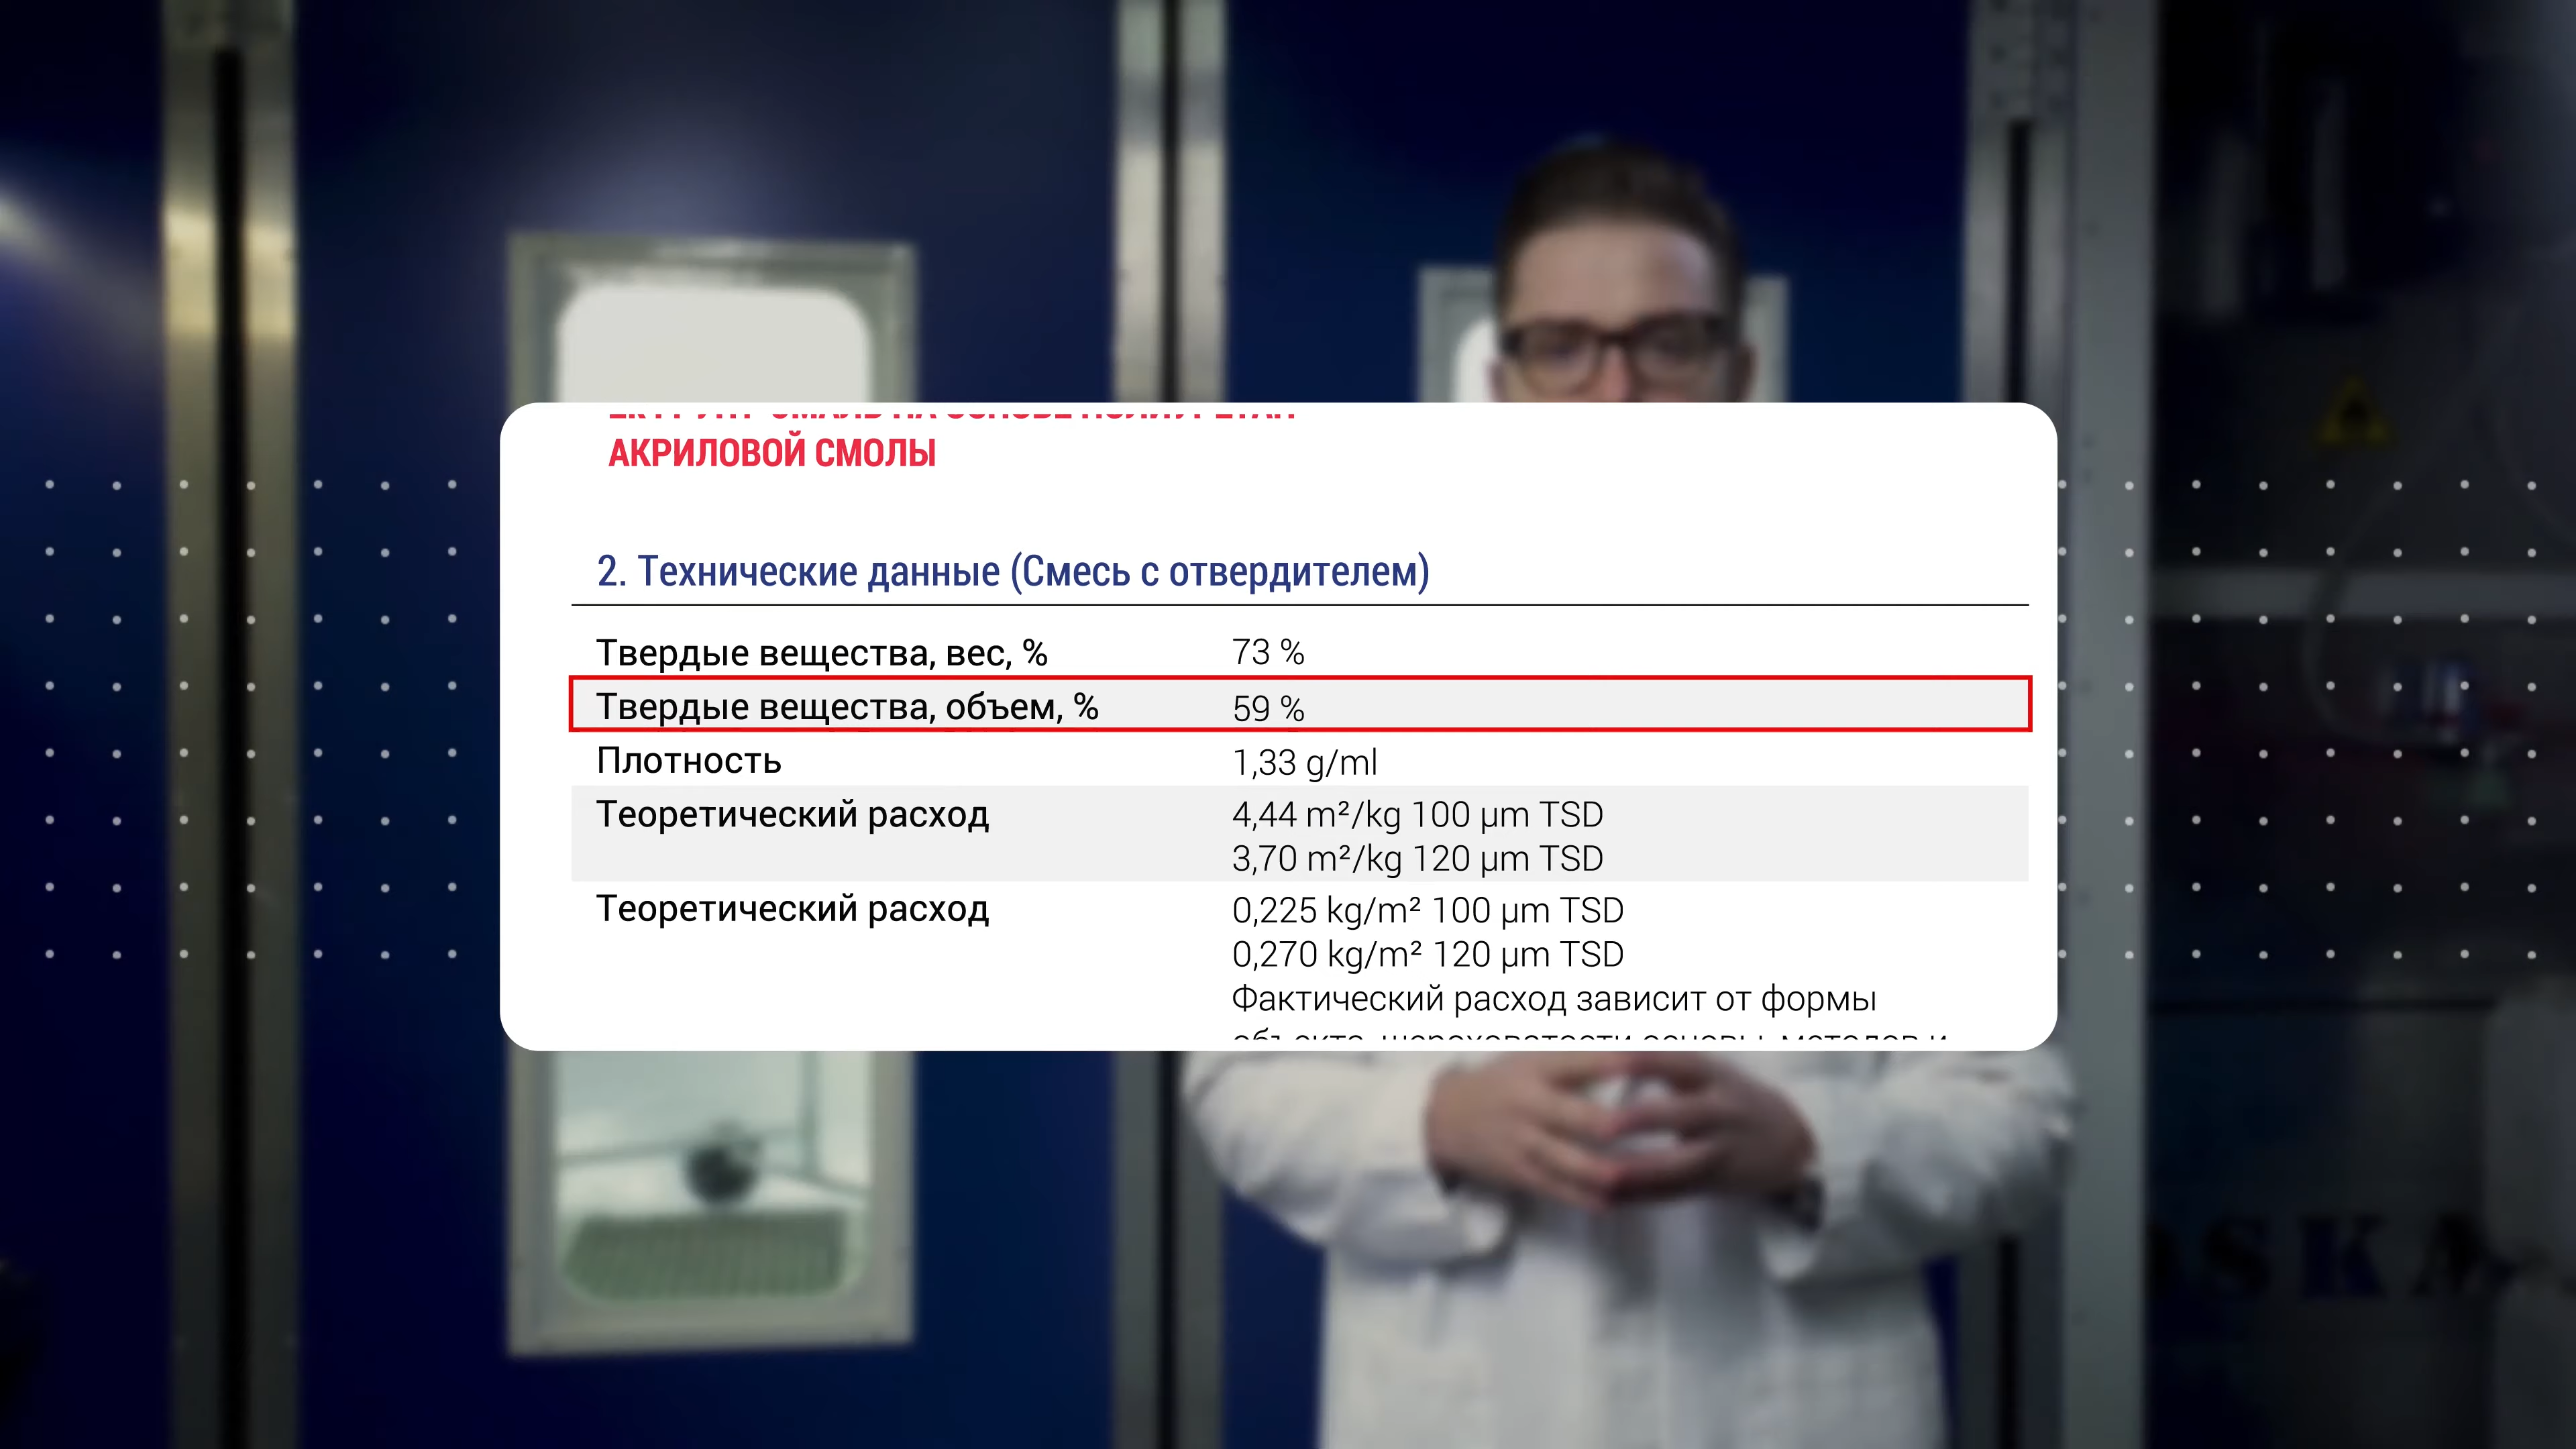 АКРИЛОВОЙ СМОЛЫ
2. Технические данные (Смесь с отвердителем)
Твердые вещества, вес, % 73 %
Твердые вещества, объем, % 59 %
Плотность 1,33 g/ml
Теоретический расход 4,44 m²/kg 100 µm TSD
3,70 m²/kg 120 µm TSD
Теоретический расход 0,225 kg/m² 100 µm TSD
0,270 kg/m² 120 µm TSD
Фактический расход зависит от формы